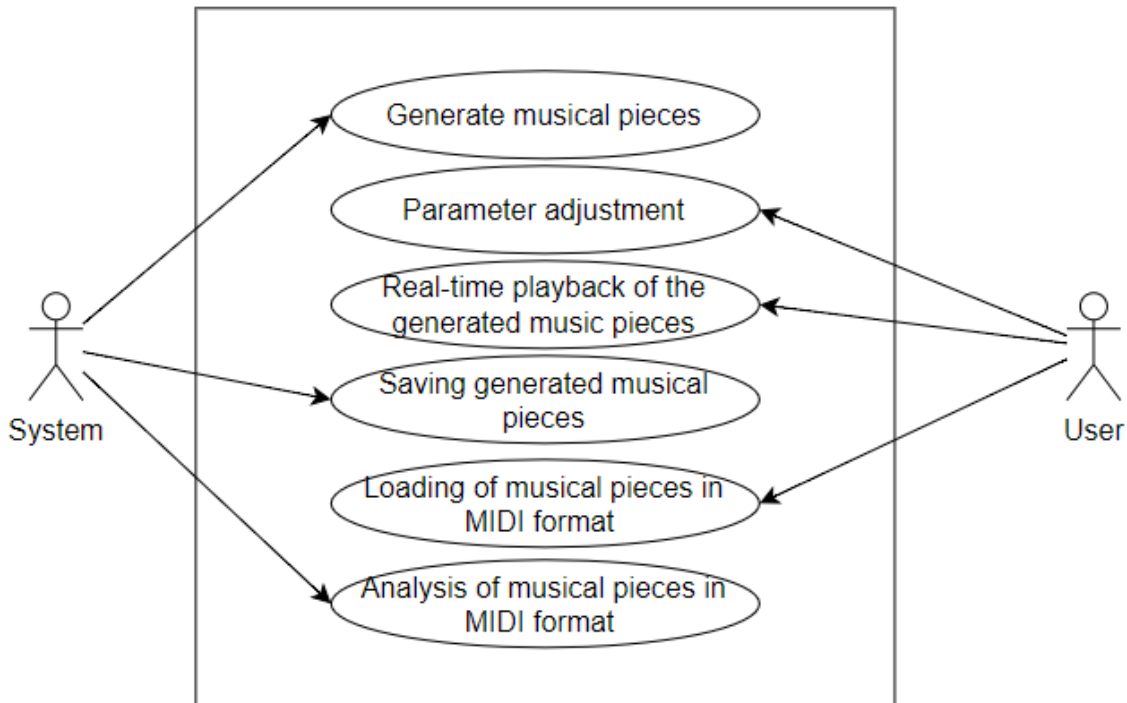 Generate musical pieces
Parameter adjustment
Real-time playback of the
generated music pieces
Saving generated musical
pieces
System
User
Loading of musical pieces in
MIDI format
Analysis of musical pieces in
MIDI format